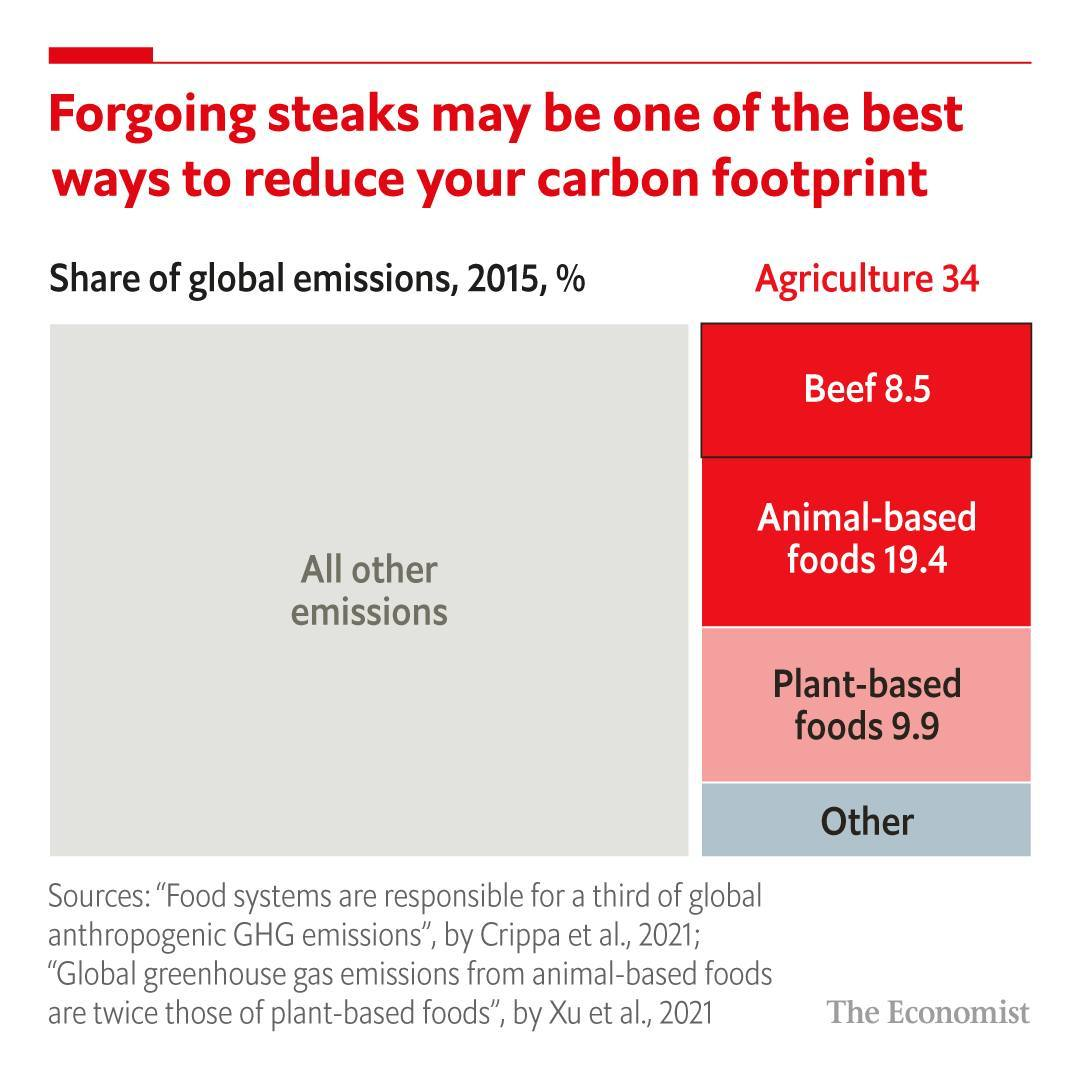 Forgoing steaks may be one of the best
ways to reduce your carbon footprint
Share of global emissions, 2015, %
Agriculture 34
All other
emissions
Beef 8.5
Animal-based
foods 19.4
Plant-based
foods 9.9
Other
Sources: “Food systems are responsible for a third of global
anthropogenic GHG emissions”, by Crippa et al., 2021;
“Global greenhouse gas emissions from animal-based foods
are twice those of plant-based foods”, by Xu et al., 2021
The Economist